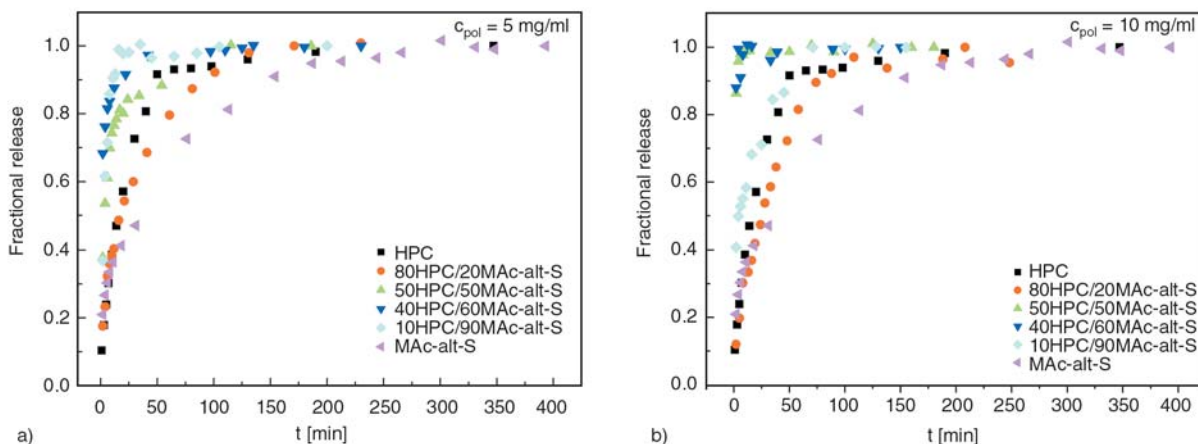 c_pol = 5 mg/ml
Fractional release
1.0
0.8
0.6
0.4
0.2
0.0
HPC
80HPC/20MAc-alt-S
50HPC/50MAc-alt-S
40HPC/60MAc-alt-S
10HPC/90MAc-alt-S
MAc-alt-S
0 50 100 150 200 250 300 350 400
t [min]
a)
c_pol = 10 mg/ml
Fractional release
1.0
0.8
0.6
0.4
0.2
0.0
HPC
80HPC/20MAc-alt-S
50HPC/50MAc-alt-S
40HPC/60MAc-alt-S
10HPC/90MAc-alt-S
MAc-alt-S
0 50 100 150 200 250 300 350 400
t [min]
b)